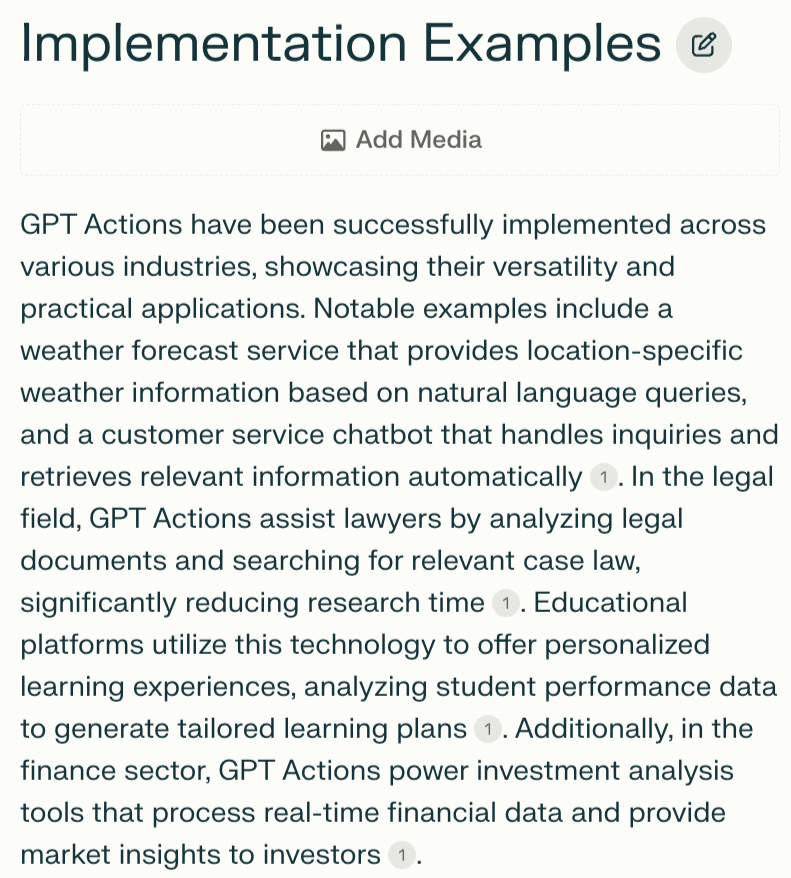 Implementation Examples
Add Media
GPT Actions have been successfully implemented across
various industries, showcasing their versatility and
practical applications. Notable examples include a
weather forecast service that provides location-specific
weather information based on natural language queries,
and a customer service chatbot that handles inquiries and
retrieves relevant information automatically 1. In the legal
field, GPT Actions assist lawyers by analyzing legal
documents and searching for relevant case law,
significantly reducing research time 1. Educational
platforms utilize this technology to offer personalized
learning experiences, analyzing student performance data
to generate tailored learning plans 1. Additionally, in the
finance sector, GPT Actions power investment analysis
tools that process real-time financial data and provide
market insights to investors 1.